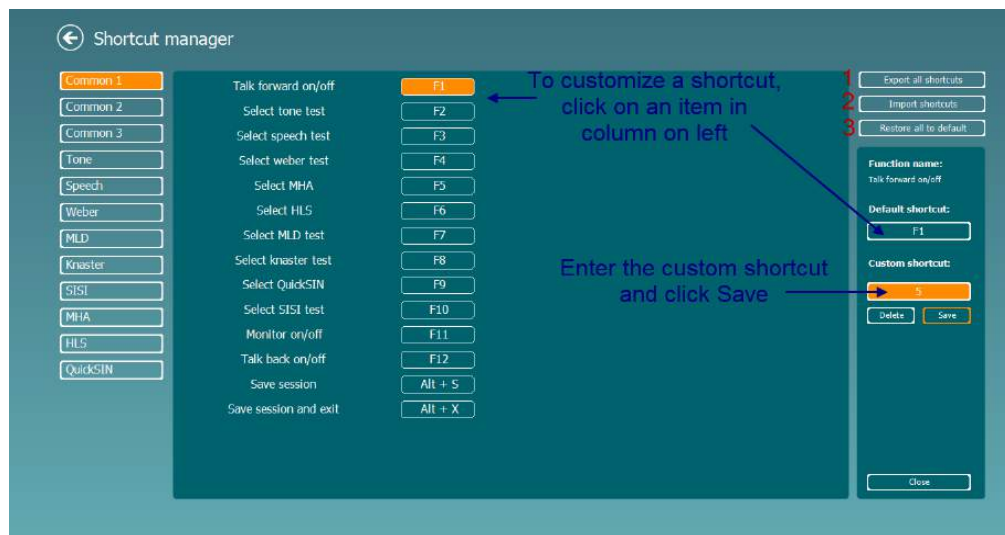 Shortcut manager
Common 1
Common 2
Common 3
Tone
Speech
Weber
MLD
Knaster
SISI
MHA
HLS
QuickSIN
Talk forward on/off F1
Select tone test F2
Select speech test F3
Select weber test F4
Select MHA F5
Select HLS F6
Select MLD test F7
Select knaster test F8
Select QuickSIN F9
Select SISI test F10
Monitor on/off F11
Talk back on/off F12
Save session Alt + S
Save session and exit Alt + X
To customize a shortcut,
click on an item in
column on left
Enter the custom shortcut
and click Save
1 Export all shortcuts
2 Import shortcuts
3 Restore all to default
Function name:
Talk forward on/off
Default shortcut:
F1
Custom shortcut:
S
Delete Save
Close